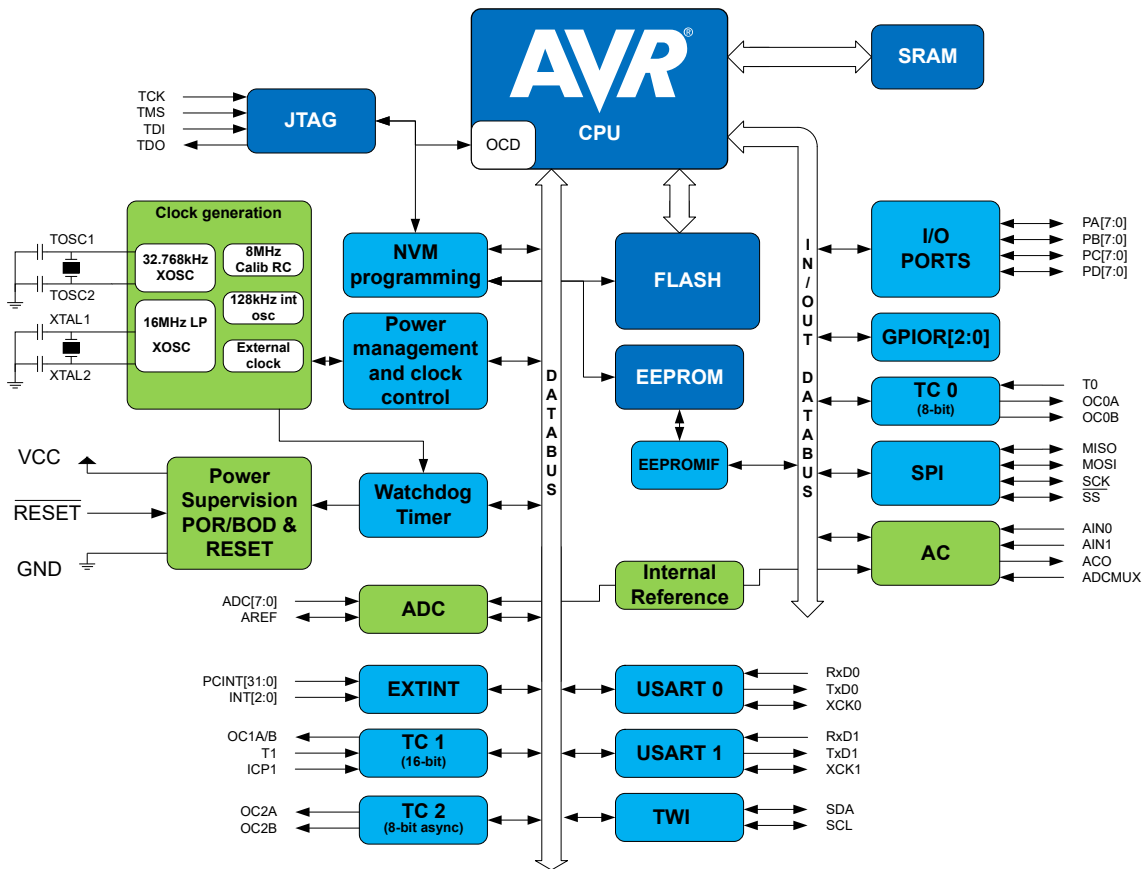 AVR®
CPU
OCD
SRAM
TCK
TMS
TDI
TDO
JTAG
Clock generation
TOSC1
TOSC2
XTAL1
XTAL2
32.768kHz
XOSC
8MHz
Calib RC
128kHz int
osc
16MHz LP
XOSC
External
clock
NVM
programming
Power
management
and clock
control
FLASH
EEPROM
EEPROMIF
DATABUS
IN/OUT DATABUS
I/O
PORTS
PA[7:0]
PB[7:0]
PC[7:0]
PD[7:0]
GPIOR[2:0]
TC 0
(8-bit)
T0
OC0A
OC0B
SPI
MISO
MOSI
SCK
SS
AC
AIN0
AIN1
ACO
ADCMUX
VCC
RESET
GND
Power
Supervision
POR/BOD &
RESET
Watchdog
Timer
Internal
Reference
ADC[7:0]
AREF
ADC
PCINT[31:0]
INT[2:0]
EXTINT
USART 0
RxD0
TxD0
XCK0
OC1A/B
T1
ICP1
TC 1
(16-bit)
USART 1
RxD1
TxD1
XCK1
OC2A
OC2B
TC 2
(8-bit async)
TWI
SDA
SCL